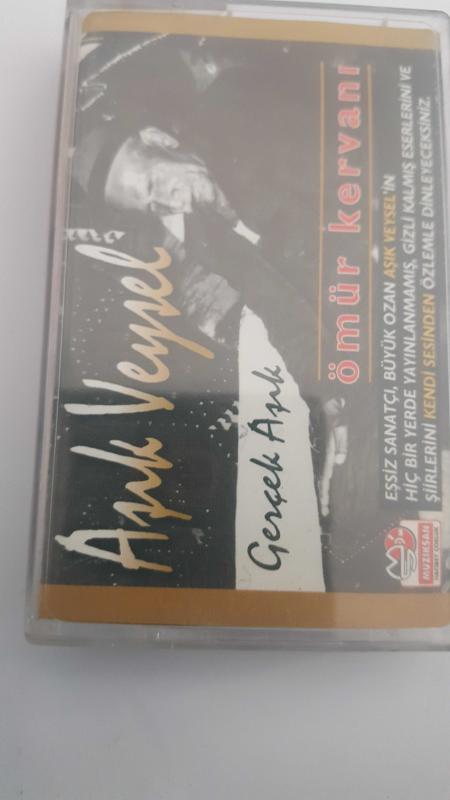 Aşık Veysel
Gerçek Aşık
ömür kervanı
EŞSİZ SANATÇI, BÜYÜK OZAN AŞIK VEYSEL'İN
HİÇ BİR YERDE YAYINLANMAMIŞ, GİZLİ KALMIŞ ESERLERİNİ VE
ŞİİRLERİNİ KENDİ SESİNDEN ÖZLEMLE DİNLEYECEKSİNİZ.
MÜZİKSAN